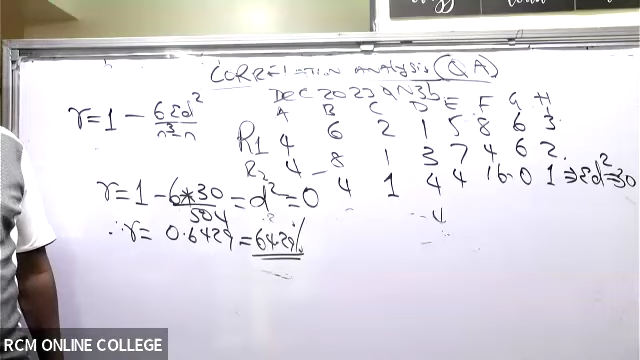 CORRELATION ANALYSIS (QA)
DEC 2023 QN3b
A B C D E F G H
r=1 - 6Σd² / n³-n
R1 4 6 2 1 5 8 6 3
R2 4 8 1 3 7 4 6 2
r=1 - 6*30 / 504 = d²=0 4 1 4 4 16 0 1 ⇒ Σd²=30
∴ r= 0.6429 = 64.29%
RCM ONLINE COLLEGE